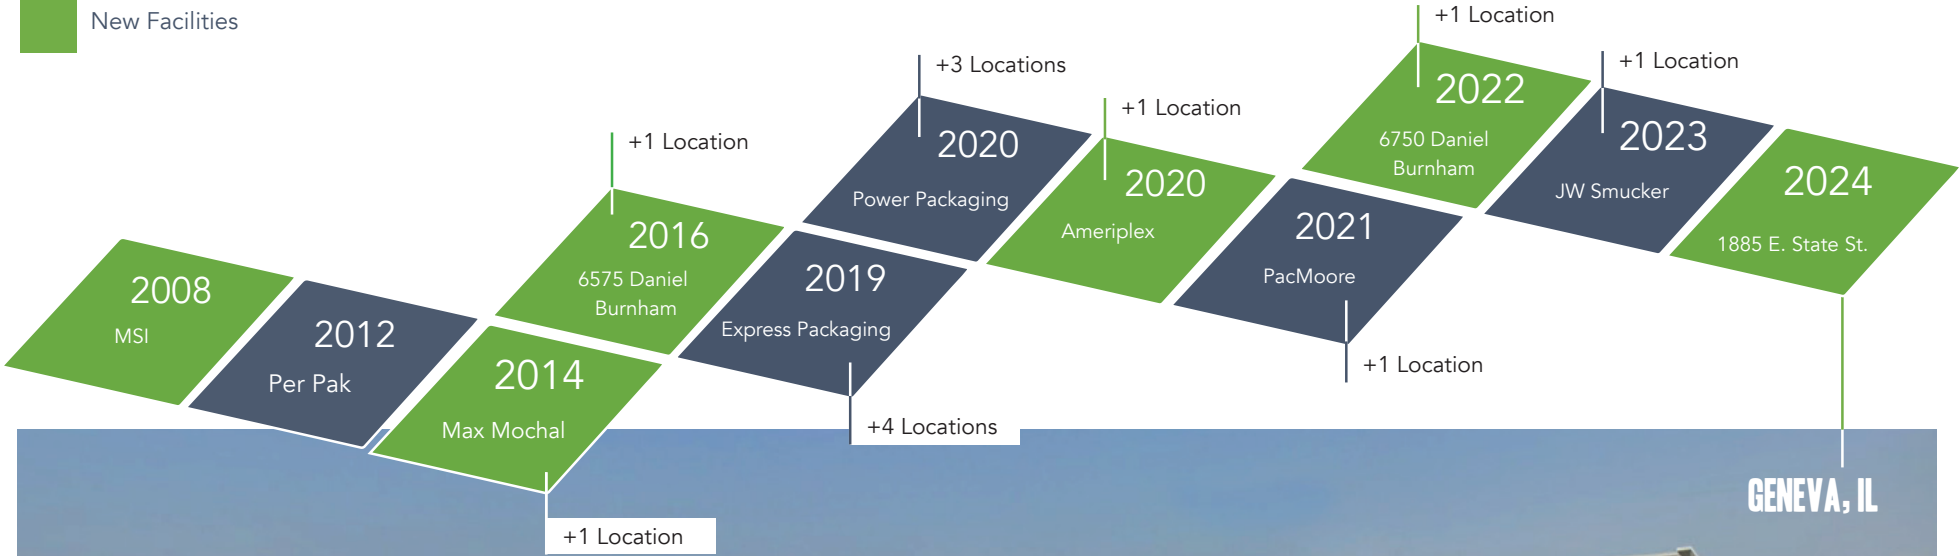 New Facilities
2008
MSI
2012
Per Pak
2014
Max Mochal
+1 Location
+1 Location
2016
6575 Daniel
Burnham
2019
Express Packaging
+4 Locations
+3 Locations
2020
Power Packaging
+1 Location
2020
Ameriplex
2021
PacMoore
+1 Location
+1 Location
2022
6750 Daniel
Burnham
+1 Location
2023
JW Smucker
2024
1885 E. State St.
GENEVA, IL